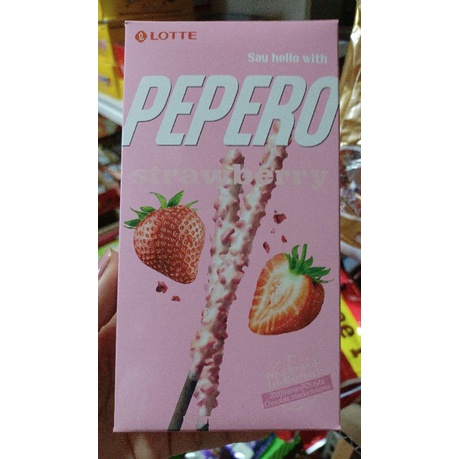 LOTTE
Say hello with
PEPERO
strawberry